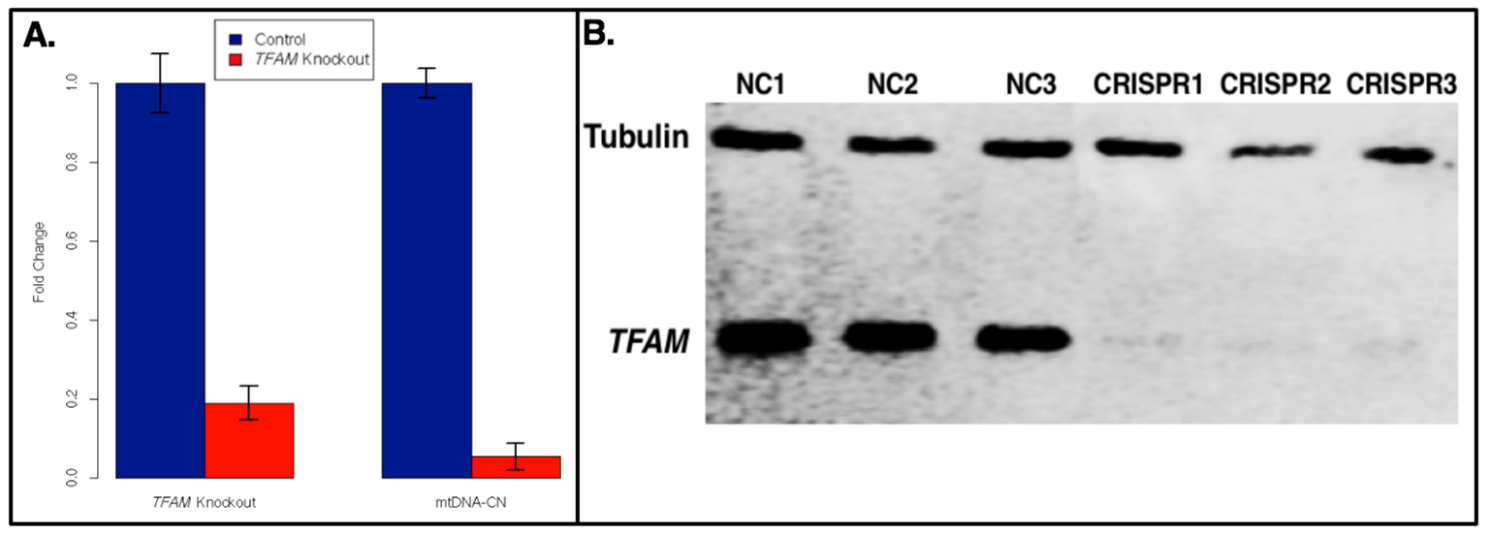 A.
Control
TFAM Knockout
1.0
0.8
0.6
0.4
0.2
0.0
Fold Change
TFAM Knockout
mtDNA-CN
B.
NC1 NC2 NC3 CRISPR1 CRISPR2 CRISPR3
Tubulin
TFAM